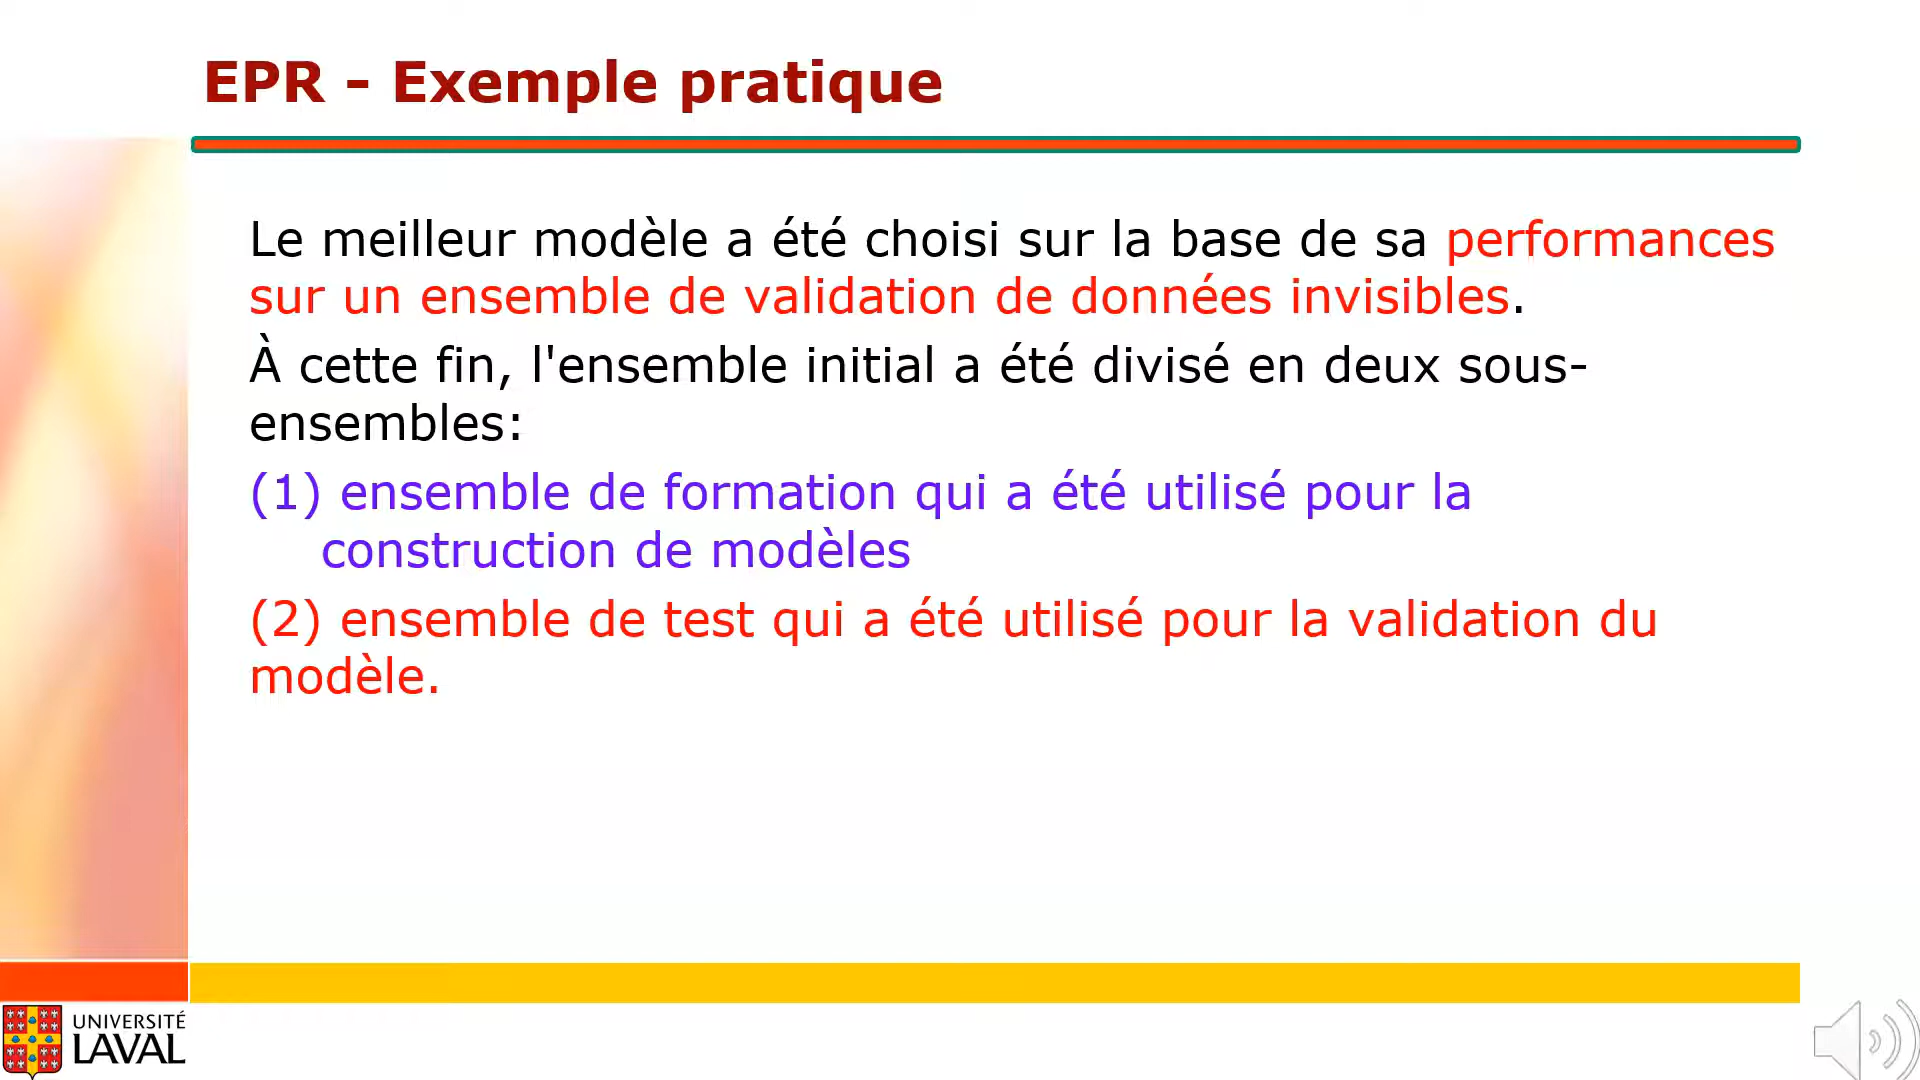 EPR - Exemple pratique
Le meilleur modèle a été choisi sur la base de sa performances
sur un ensemble de validation de données invisibles.
À cette fin, l'ensemble initial a été divisé en deux sous-
ensembles:
(1) ensemble de formation qui a été utilisé pour la
construction de modèles
(2) ensemble de test qui a été utilisé pour la validation du
modèle.
UNIVERSITÉ
LAVAL